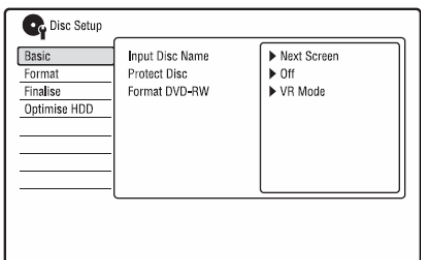 Disc Setup
Basic
Format
Finalise
Optimise HDD
Input Disc Name ▶ Next Screen
Protect Disc ▶ Off
Format DVD-RW ▶ VR Mode